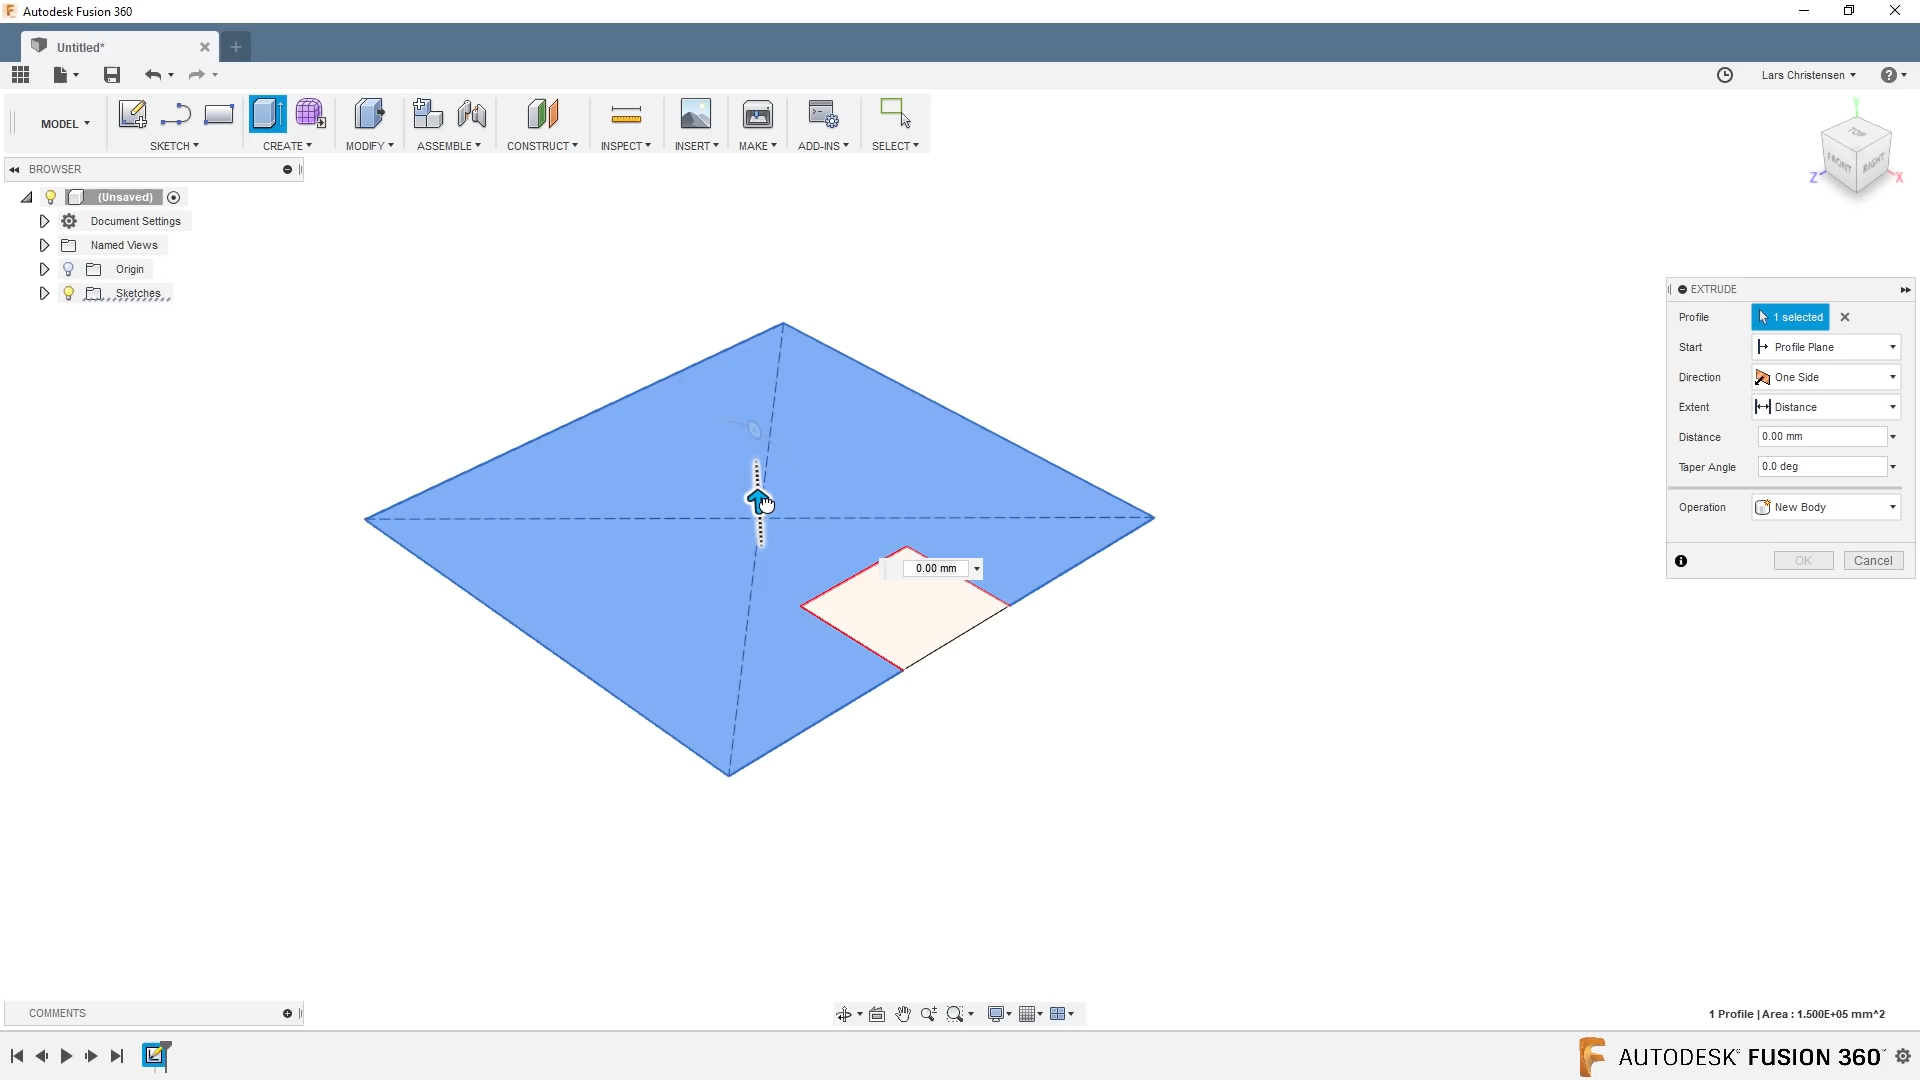 Autodesk Fusion 360
Untitled*
Lars Christensen
MODEL
SKETCH
CREATE
MODIFY
ASSEMBLE
CONSTRUCT
INSPECT
INSERT
MAKE
ADD-INS
SELECT
Y
TOP
FRONT
RIGHT
Z
X
BROWSER
(Unsaved)
Document Settings
Named Views
Origin
Sketches
EXTRUDE
Profile 1 selected
Start Profile Plane
Direction One Side
Extent Distance
Distance 0.00 mm
Taper Angle 0.0 deg
Operation New Body
OK Cancel
0.00 mm
COMMENTS
1 Profile | Area : 1.500E+05 mm^2
AUTODESK FUSION 360